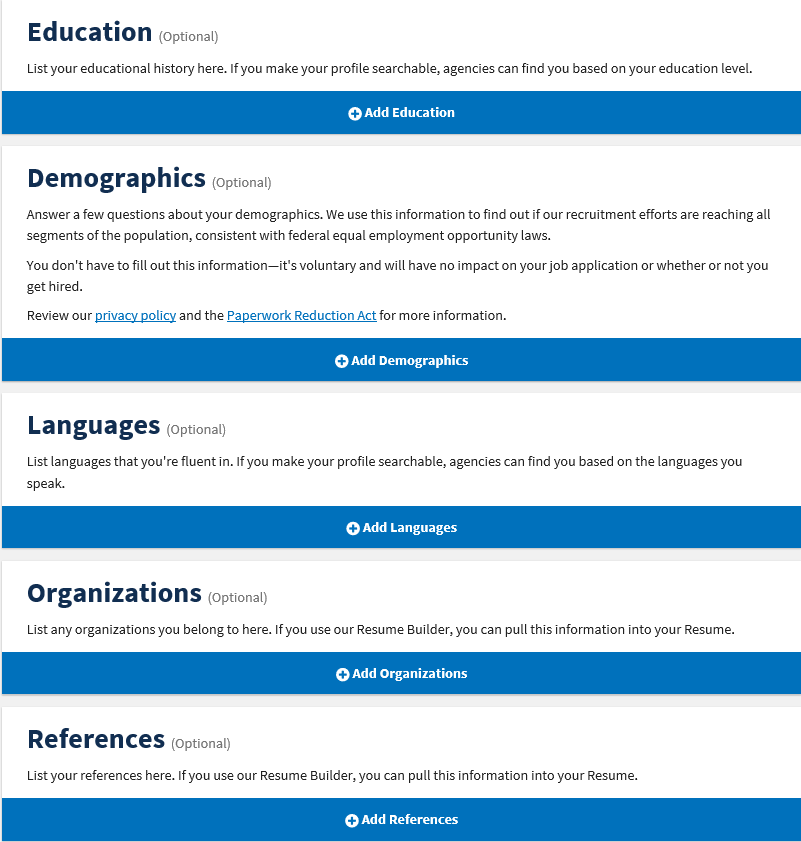 Education (Optional)
List your educational history here. If you make your profile searchable, agencies can find you based on your education level.
Add Education
Demographics (Optional)
Answer a few questions about your demographics. We use this information to find out if our recruitment efforts are reaching all
segments of the population, consistent with federal equal employment opportunity laws.
You don't have to fill out this information—it's voluntary and will have no impact on your job application or whether or not you
get hired.
Review our privacy policy and the Paperwork Reduction Act for more information.
Add Demographics
Languages (Optional)
List languages that you're fluent in. If you make your profile searchable, agencies can find you based on the languages you
speak.
Add Languages
Organizations (Optional)
List any organizations you belong to here. If you use our Resume Builder, you can pull this information into your Resume.
Add Organizations
References (Optional)
List your references here. If you use our Resume Builder, you can pull this information into your Resume.
Add References